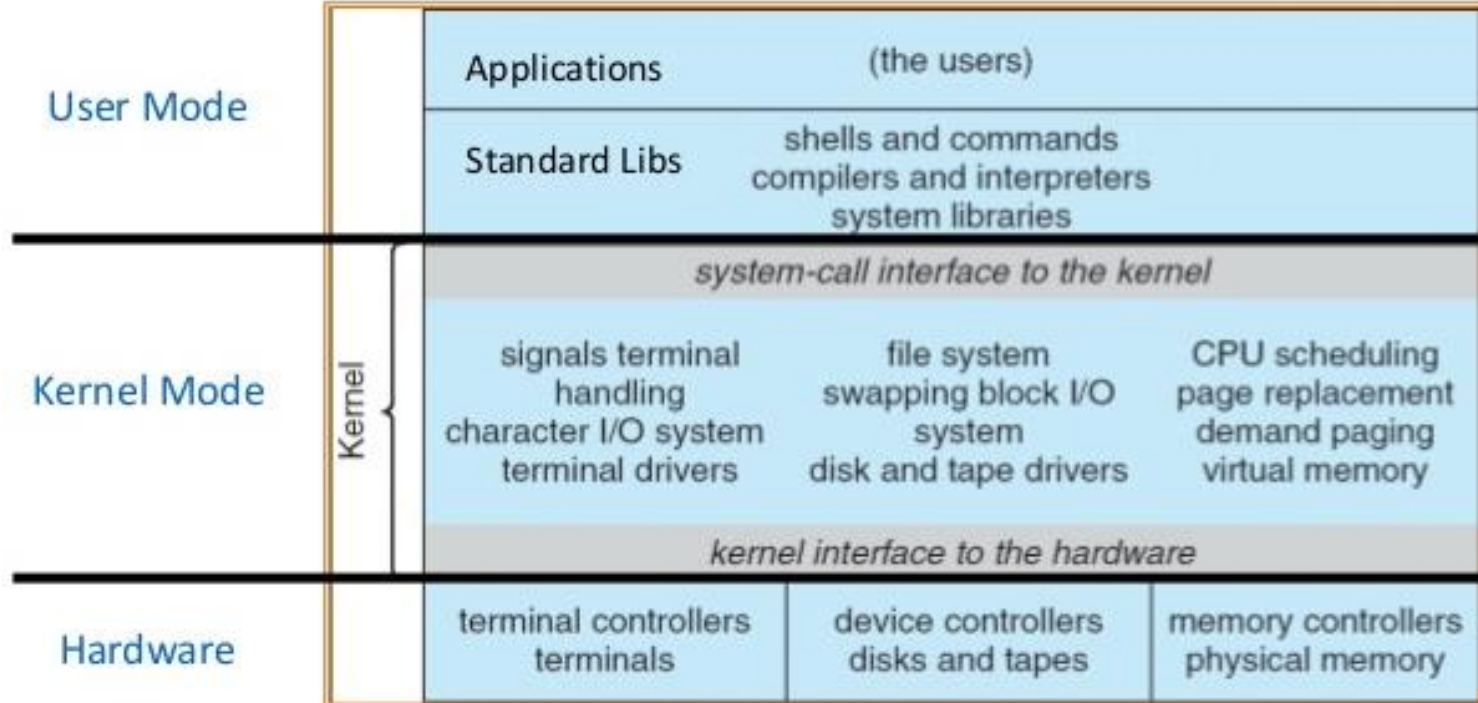 User Mode
Applications
(the users)
Standard Libs
shells and commands
compilers and interpreters
system libraries
Kernel Mode
Kernel
system-call interface to the kernel
signals terminal
handling
character I/O system
terminal drivers
file system
swapping block I/O
system
disk and tape drivers
CPU scheduling
page replacement
demand paging
virtual memory
kernel interface to the hardware
Hardware
terminal controllers
terminals
device controllers
disks and tapes
memory controllers
physical memory